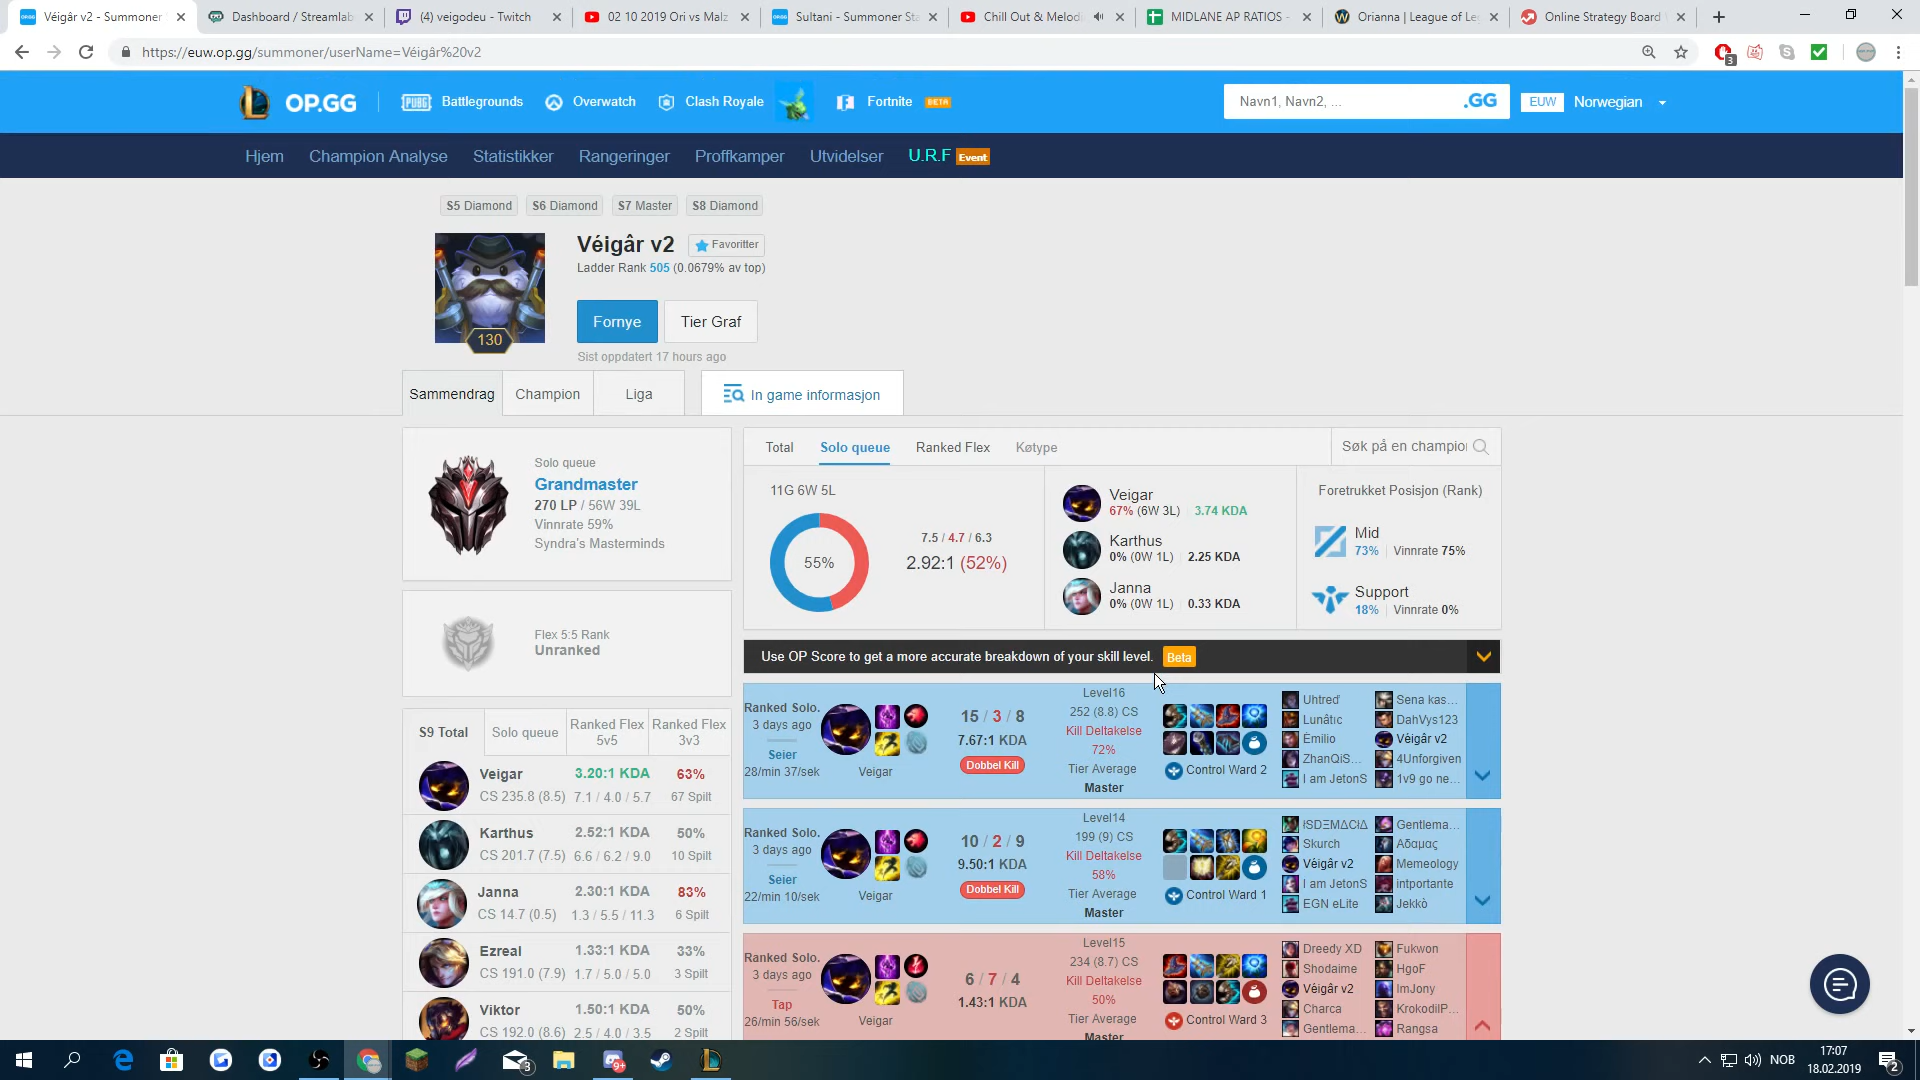 Véigâr v2 - Summoner
Dashboard / Streamlab
(4) veigodeu - Twitch
02 10 2019 Ori vs Malz
Sultani - Summoner Sta
Chill Out & Melodi
MIDLANE AP RATIOS -
Orianna | League of Le
Online Strategy Board
https://euw.op.gg/summoner/userName=Véigâr%20v2
3
OP.GG
PUBG Battlegrounds
Overwatch
Clash Royale
Fortnite BETA
Navn1, Navn2, ...
.GG
EUW Norwegian
Hjem Champion Analyse Statistikker Rangeringer Proffkamper Utvidelser U.R.F Event
S5 Diamond S6 Diamond S7 Master S8 Diamond
Véigâr v2 Favoritter
Ladder Rank 505 (0.0679% av top)
130
Fornye Tier Graf
Sist oppdatert 17 hours ago
Sammendrag Champion Liga In game informasjon
Solo queue
Grandmaster
270 LP / 56W 39L
Vinnrate 59%
Syndra's Masterminds
Flex 5:5 Rank
Unranked
S9 Total Solo queue Ranked Flex 5v5 Ranked Flex 3v3
Veigar 3.20:1 KDA 63%
CS 235.8 (8.5) 7.1 / 4.0 / 5.7 67 Spilt
Karthus 2.52:1 KDA 50%
CS 201.7 (7.5) 6.6 / 6.2 / 9.0 10 Spilt
Janna 2.30:1 KDA 83%
CS 14.7 (0.5) 1.3 / 5.5 / 11.3 6 Spilt
Ezreal 1.33:1 KDA 33%
CS 191.0 (7.9) 1.7 / 5.0 / 5.0 3 Spilt
Viktor 1.50:1 KDA 50%
CS 192.0 (8.6) 2.5 / 4.0 / 3.5 2 Spilt
Total Solo queue Ranked Flex Køtype
Søk på en champion
11G 6W 5L
55%
7.5 / 4.7 / 6.3
2.92:1 (52%)
Veigar
67% (6W 3L) 3.74 KDA
Karthus
0% (0W 1L) 2.25 KDA
Janna
0% (0W 1L) 0.33 KDA
Foretrukket Posisjon (Rank)
Mid
73% Vinnrate 75%
Support
18% Vinnrate 0%
Use OP Score to get a more accurate breakdown of your skill level. Beta
Ranked Solo.
3 days ago
Seier
28/min 37/sek
Veigar
15 / 3 / 8
7.67:1 KDA
Dobbel Kill
Level16
252 (8.8) CS
Kill Deltakelse
72%
Tier Average
Master
Control Ward 2
Uhtred
Lunâtic
Èmilio
ZhanQiS...
I am JetonS
Sena kas...
DahVys123
Véigâr v2
4Unforgiven
1v9 go ne...
Ranked Solo.
3 days ago
Seier
22/min 10/sek
Veigar
10 / 2 / 9
9.50:1 KDA
Dobbel Kill
Level14
199 (9) CS
Kill Deltakelse
58%
Tier Average
Master
Control Ward 1
Skurch
Véigâr v2
I am JetonS
EGN eLite
Gentlema...
Αδαμας
Memeology
intportante
Jekkò
Ranked Solo.
3 days ago
Tap
26/min 56/sek
Veigar
6 / 7 / 4
1.43:1 KDA
Level15
234 (8.7) CS
Kill Deltakelse
50%
Tier Average
Master
Control Ward 3
Dreedy XD
Shodaime
Véigâr v2
Charca
Gentlema...
Fukwon
HgoF
ImJony
KrokodilP...
Rangsa
3
9+
NOB
17:07
18.02.2019
2